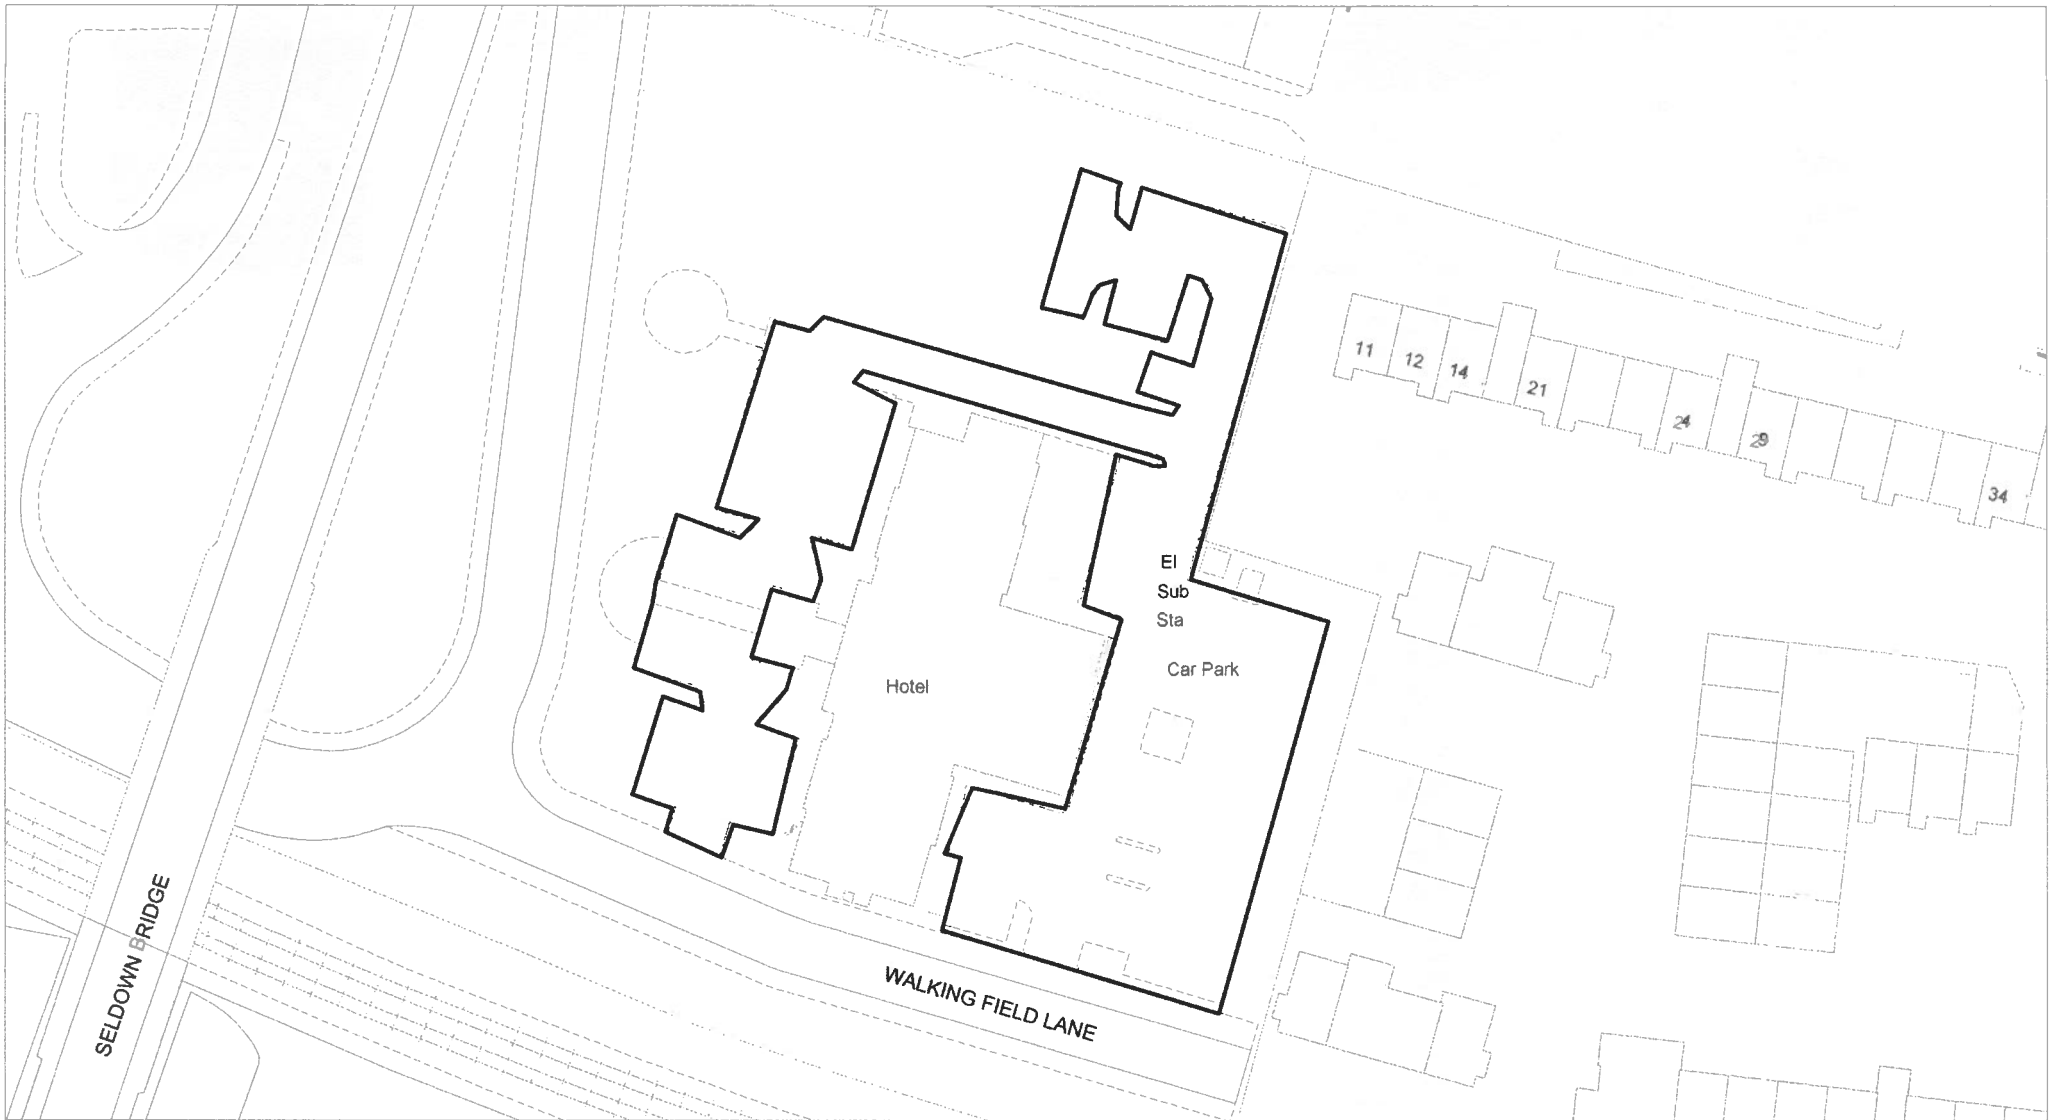 11
12
14
21
24
29
34
El
Sub
Sta
Car Park
Hotel
SELDOWN BRIDGE
WALKING FIELD LANE